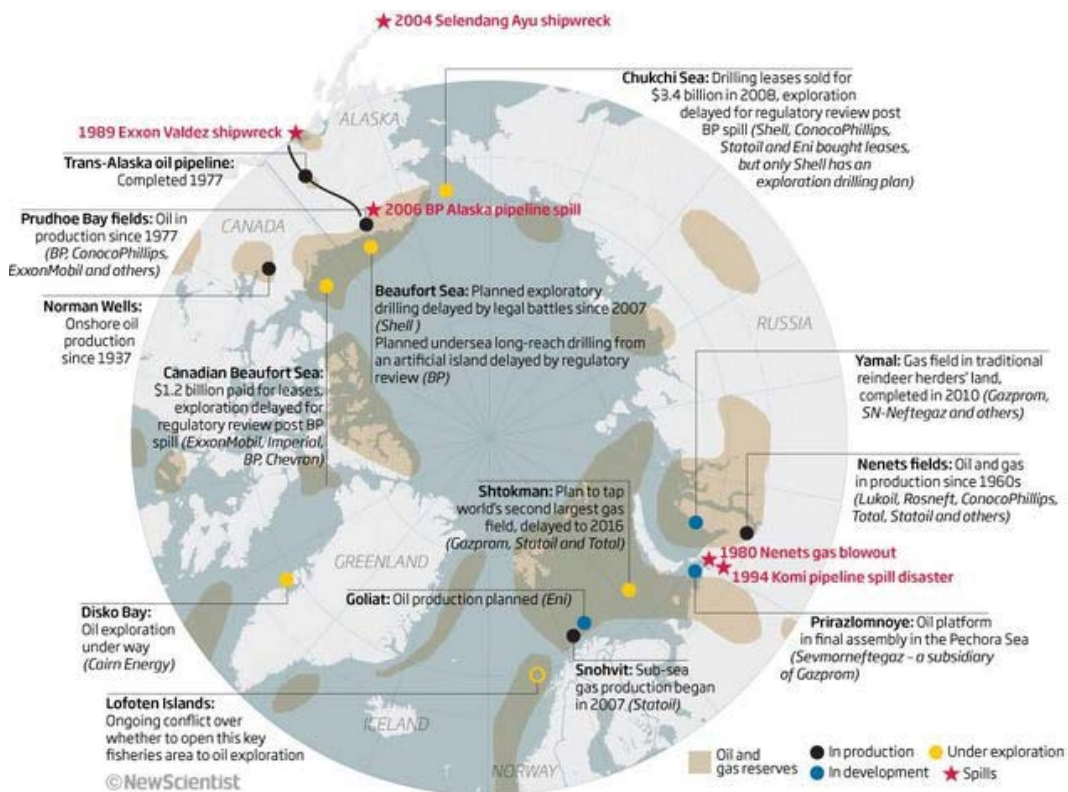 2004 Selendang Ayu shipwreck
Chukchi Sea: Drilling leases sold for
$3.4 billion in 2008, exploration
delayed for regulatory review post
BP spill (Shell, ConocoPhillips,
Statoil and Eni bought leases,
but only Shell has an
exploration drilling plan)
ALASKA
1989 Exxon Valdez shipwreck
Trans-Alaska oil pipeline:
Completed 1977
2006 BP Alaska pipeline spill
Prudhoe Bay fields: Oil in
production since 1977
(BP, ConocoPhillips,
ExxonMobil and others)
CANADA
Norman Wells:
Onshore oil
production
since 1937
Beaufort Sea: Planned exploratory
drilling delayed by legal battles since 2007
(Shell)
Planned undersea long-reach drilling from
an artificial island delayed by regulatory
review (BP)
RUSSIA
Canadian Beaufort Sea:
$1.2 billion paid for leases,
exploration delayed for
regulatory review post BP
spill (ExxonMobil, Imperial,
BP, Chevron)
Yamal: Gas field in traditional
reindeer herders' land,
completed in 2010 (Gazprom,
SN-Neftegaz and others)
Nenets fields: Oil and gas
in production since 1960s
(Lukoil, Rosneft, ConocoPhillips,
Total, Statoil and others)
Shtokman: Plan to tap
world's second largest gas
field, delayed to 2016
(Gazprom, Statoil and Total)
1980 Nenets gas blowout
1994 Komi pipeline spill disaster
GREENLAND
Goliat: Oil production planned (Eni)
Disko Bay:
Oil exploration
under way
(Cairn Energy)
Prirazlomnoye: Oil platform
in final assembly in the Pechora Sea
(Sevmorneftegaz – a subsidiary
of Gazprom)
Snohvit: Sub-sea
gas production began
in 2007 (Statoil)
Lofoten Islands:
Ongoing conflict over
whether to open this key
fisheries area to oil exploration
ICELAND
NORWAY
©NewScientist
Oil and
gas reserves
In production
Under exploration
In development
Spills